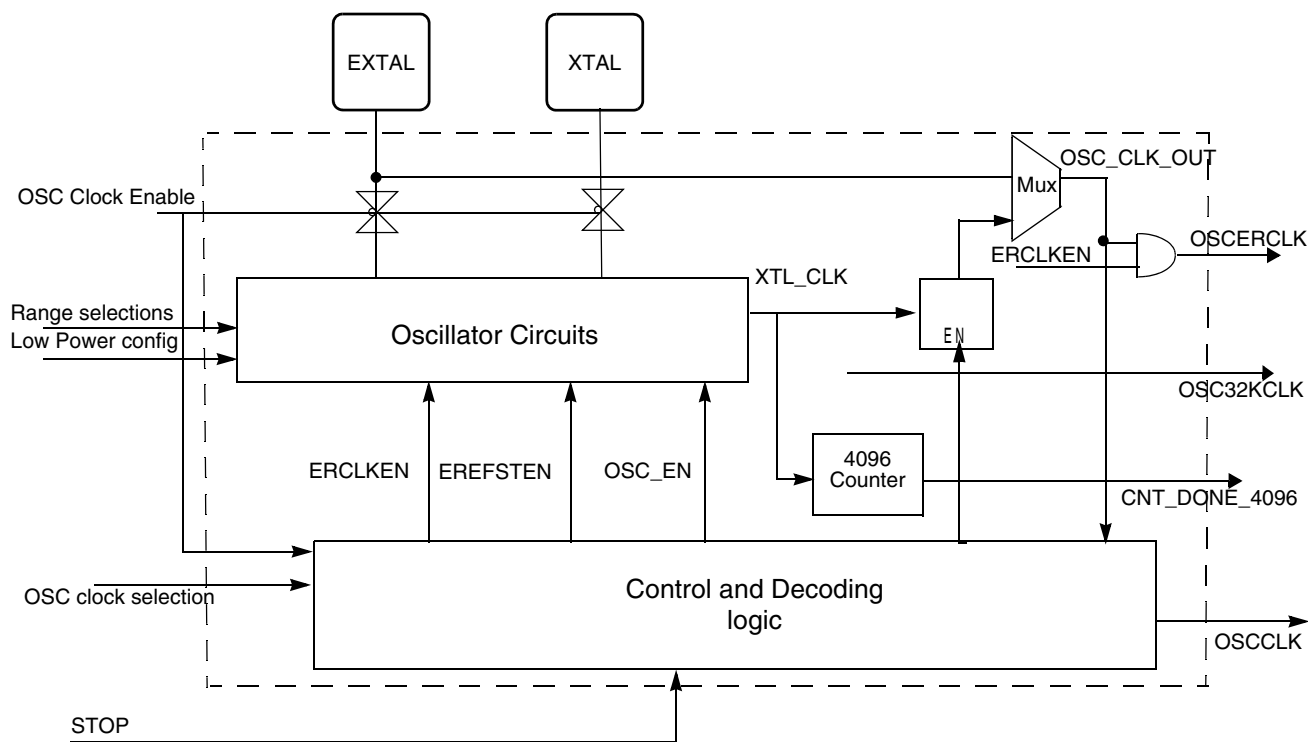 EXTAL
XTAL
OSC_CLK_OUT
Mux
OSC Clock Enable
ERCLKEN
OSCERCLK
XTL_CLK
Range selections
Low Power config
Oscillator Circuits
EN
OSC32KCLK
ERCLKEN
EREFSTEN
OSC_EN
4096
Counter
CNT_DONE_4096
OSC clock selection
Control and Decoding
logic
OSCCLK
STOP